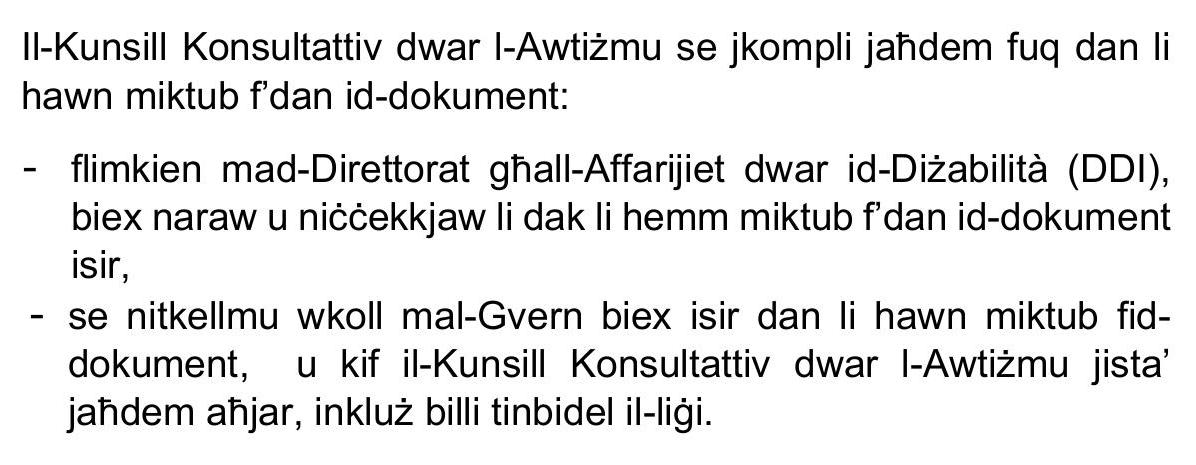 Il-Kunsill Konsultattiv dwar l-Awtiżmu se jkompli jaħdem fuq dan li
hawn miktub f’dan id-dokument:
- flimkien mad-Direttorat għall-Affarijiet dwar id-Diżabilità (DDI),
biex naraw u niċċekkjaw li dak li hemm miktub f’dan id-dokument
isir,
- se nitkellmu wkoll mal-Gvern biex isir dan li hawn miktub fid-
dokument, u kif il-Kunsill Konsultattiv dwar l-Awtiżmu jista’
jaħdem aħjar, inkluż billi tinbidel il-liġi.